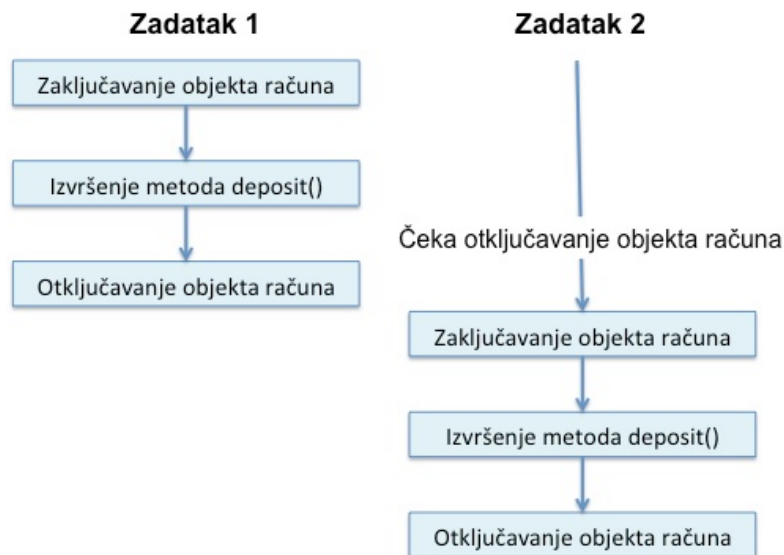 Zadatak 1
Zaključavanje objekta računa
Izvršenje metoda deposit()
Otključavanje objekta računa
Zadatak 2
Čeka otključavanje objekta računa
Zaključavanje objekta računa
Izvršenje metoda deposit()
Otključavanje objekta računa